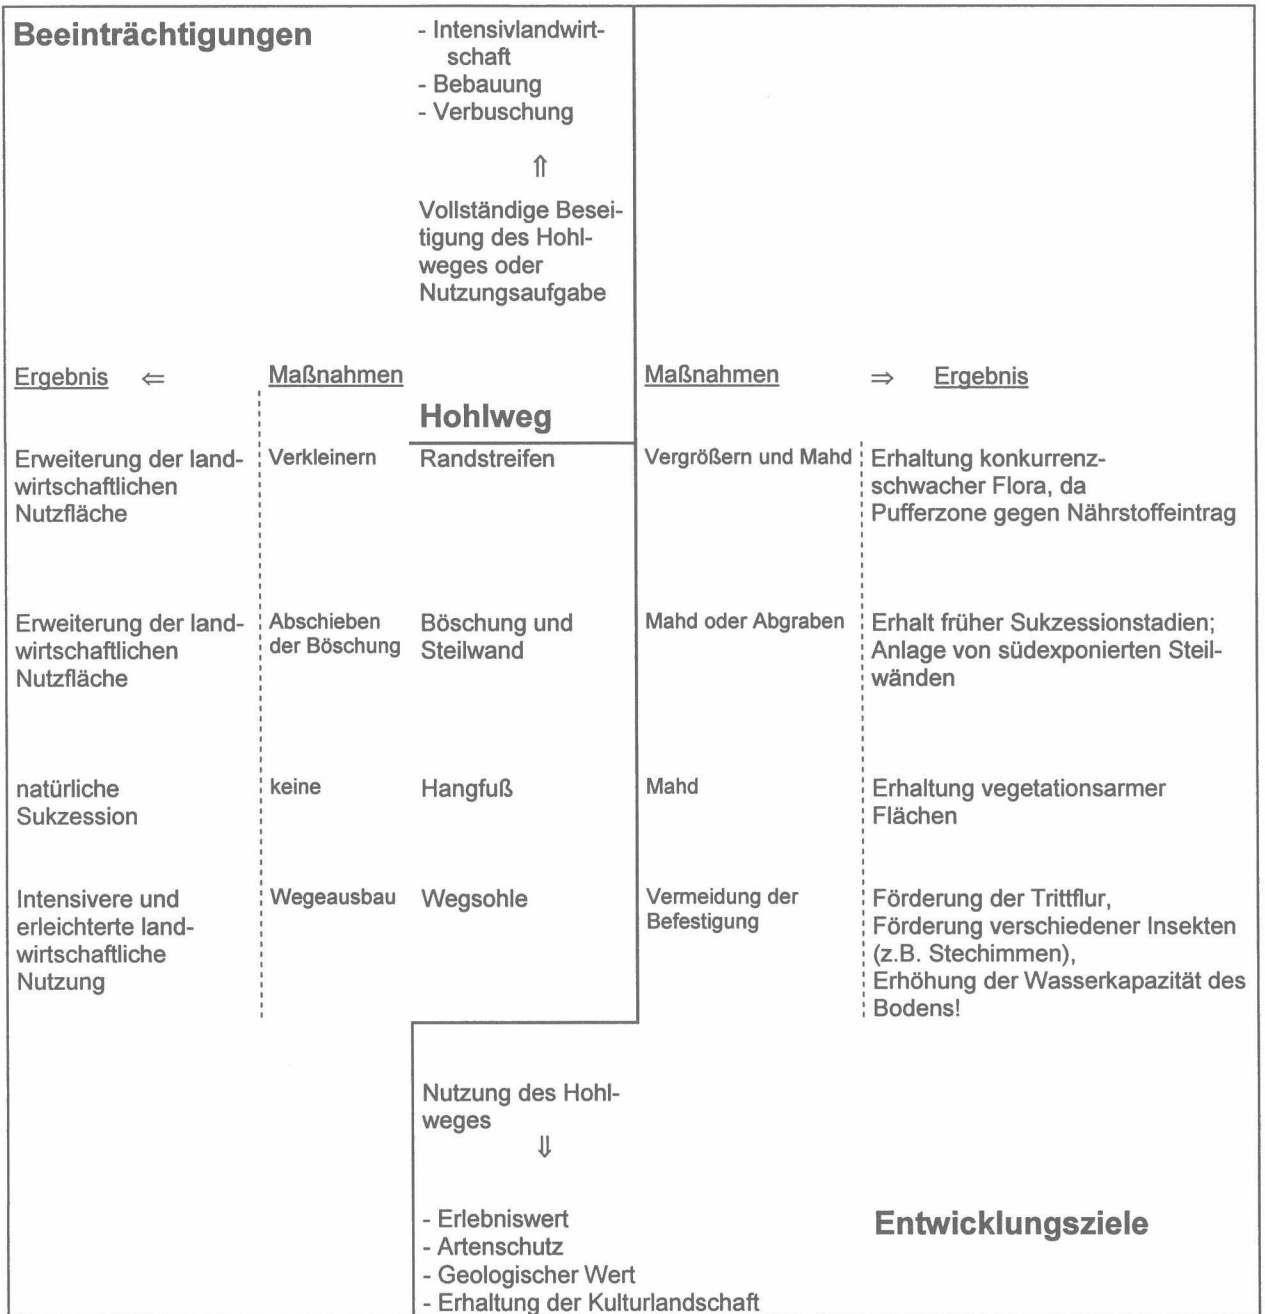 Beeinträchtigungen
- Intensivlandwirt-
schaft
- Bebauung
- Verbuschung
⇑
Vollständige Besei-
tigung des Hohl-
weges oder
Nutzungsaufgabe
Ergebnis ⇐ Maßnahmen
Maßnahmen ⇒ Ergebnis
Hohlweg
Erweiterung der land-
wirtschaftlichen
Nutzfläche
Verkleinern
Randstreifen
Vergrößern und Mahd
Erhaltung konkurrenz-
schwacher Flora, da
Pufferzone gegen Nährstoffeintrag
Erweiterung der land-
wirtschaftlichen
Nutzfläche
Abschieben
der Böschung
Böschung und
Steilwand
Mahd oder Abgraben
Erhalt früher Sukzessionstadien;
Anlage von südexponierten Steil-
wänden
natürliche
Sukzession
keine
Hangfuß
Mahd
Erhaltung vegetationsarmer
Flächen
Intensivere und
erleichterte land-
wirtschaftliche
Nutzung
Wegeausbau
Wegsohle
Vermeidung der
Befestigung
Förderung der Trittflur,
Förderung verschiedener Insekten
(z.B. Stechimmen),
Erhöhung der Wasserkapazität des
Bodens!
Nutzung des Hohl-
weges
⇓
- Erlebniswert
- Artenschutz
- Geologischer Wert
- Erhaltung der Kulturlandschaft
Entwicklungsziele